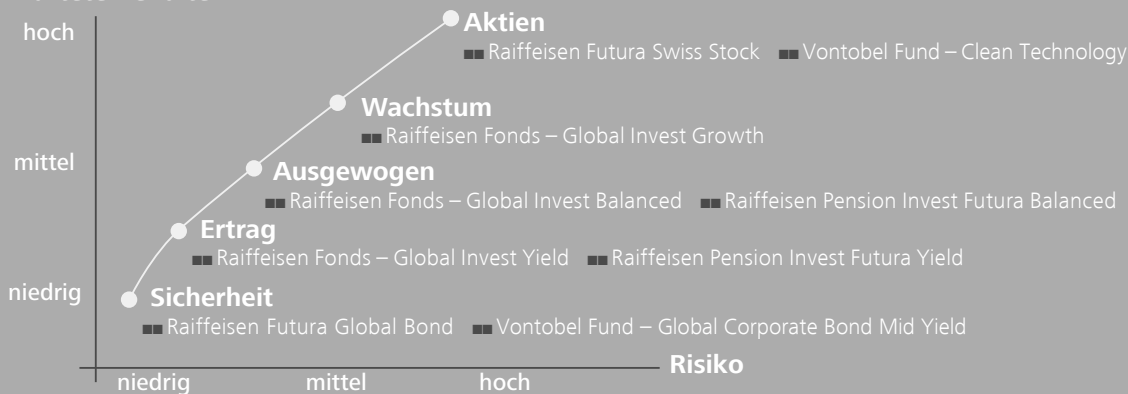 hoch
Aktien
Raiffeisen Futura Swiss Stock Vontobel Fund – Clean Technology
Wachstum
Raiffeisen Fonds – Global Invest Growth
mittel
Ausgewogen
Raiffeisen Fonds – Global Invest Balanced Raiffeisen Pension Invest Futura Balanced
Ertrag
Raiffeisen Fonds – Global Invest Yield Raiffeisen Pension Invest Futura Yield
niedrig
Sicherheit
Raiffeisen Futura Global Bond Vontobel Fund – Global Corporate Bond Mid Yield
Risiko
niedrig mittel hoch